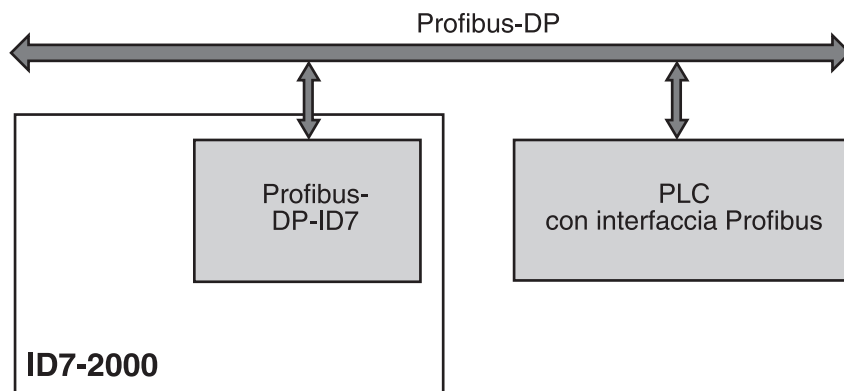 Profibus-DP
Profibus-
DP-ID7
PLC
con interfaccia Profibus
ID7-2000